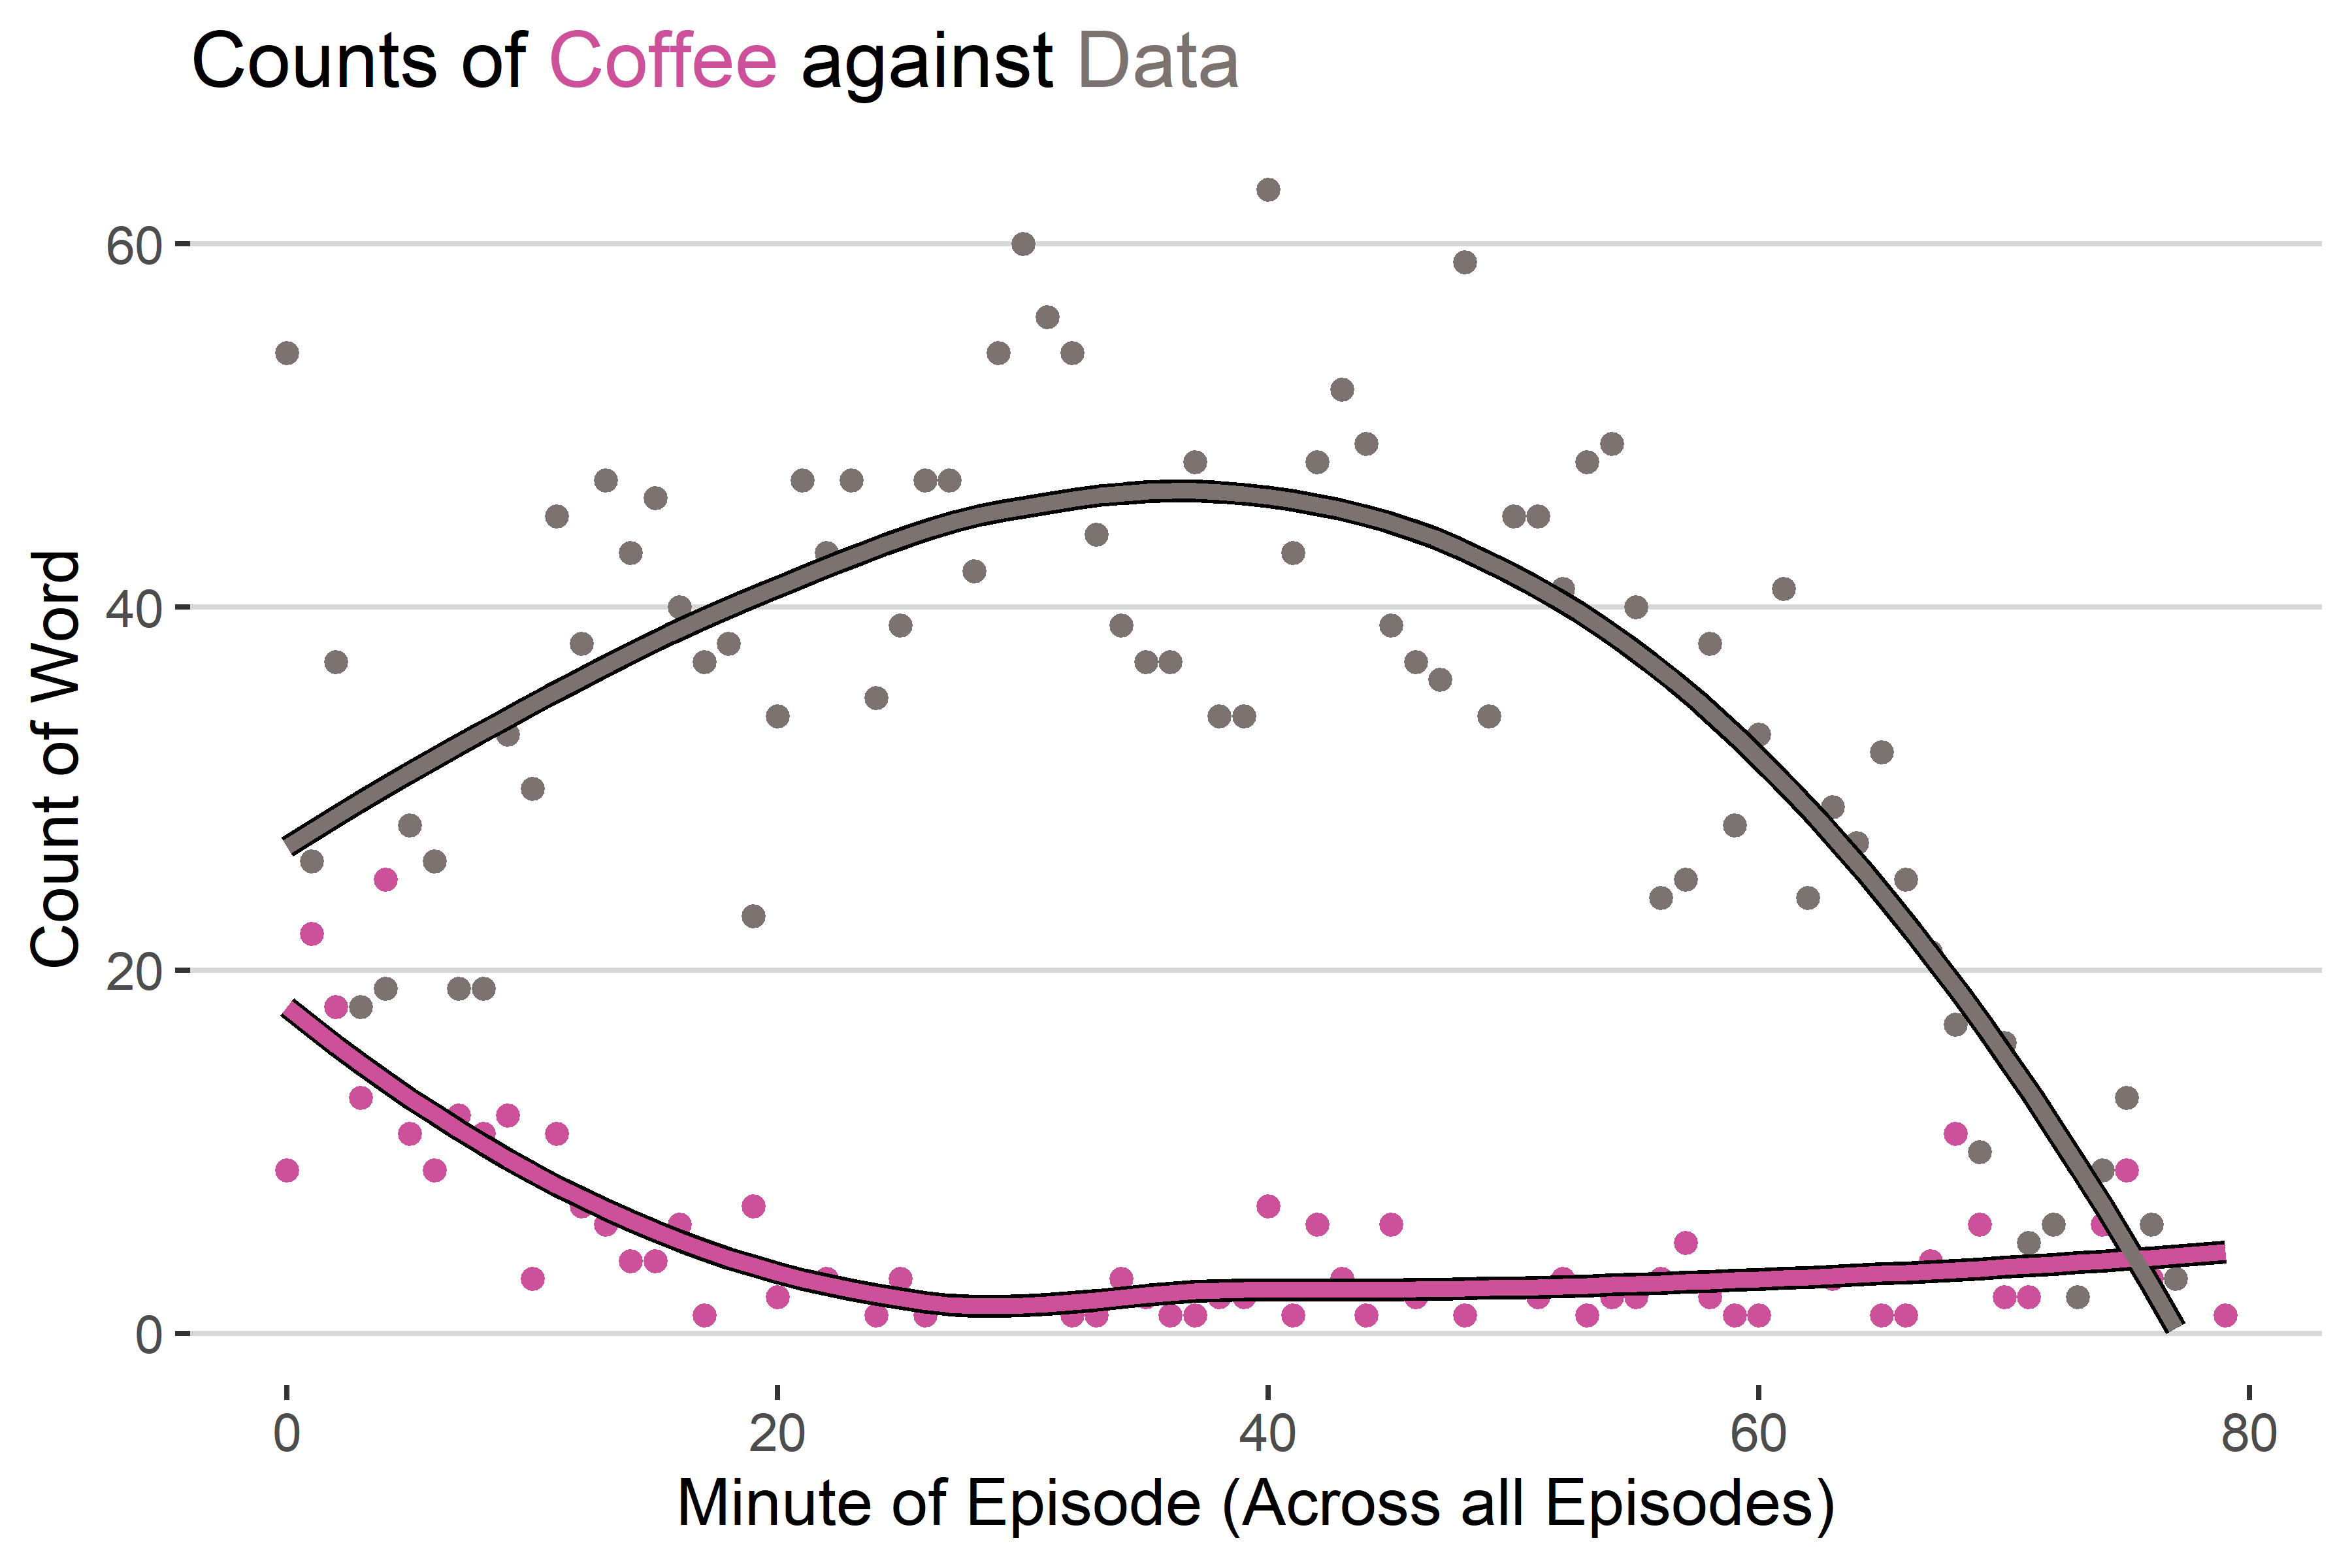 Counts of Coffee against Data
Count of Word
60
40
20
0
0 20 40 60 80
Minute of Episode (Across all Episodes)